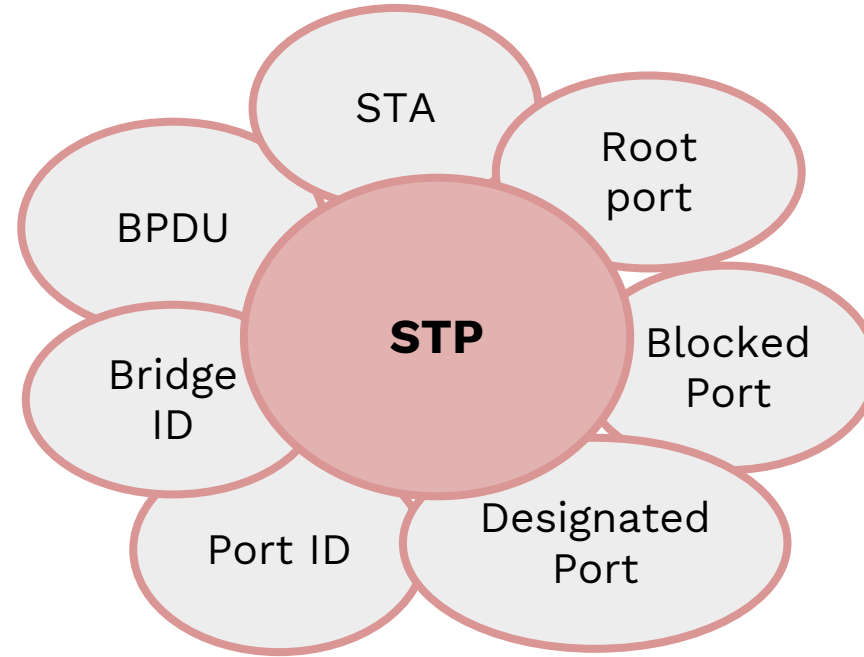 STA
Root
port
BPDU
STP
Blocked
Port
Bridge
ID
Designated
Port
Port ID